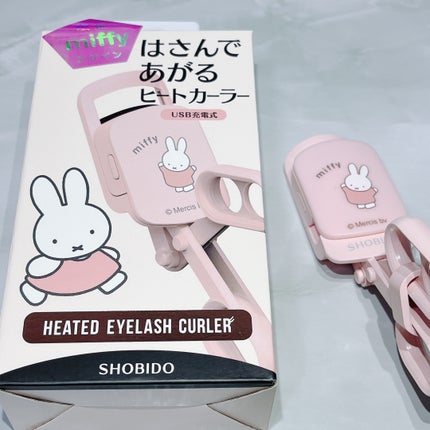 miffy
はさんで
あがる
ヒートカーラー
USB充電式
miffy
© Mercis bv
HEATED EYELASH CURLER
SHOBIDO
miffy
© Mercis bv
SHOBIDO